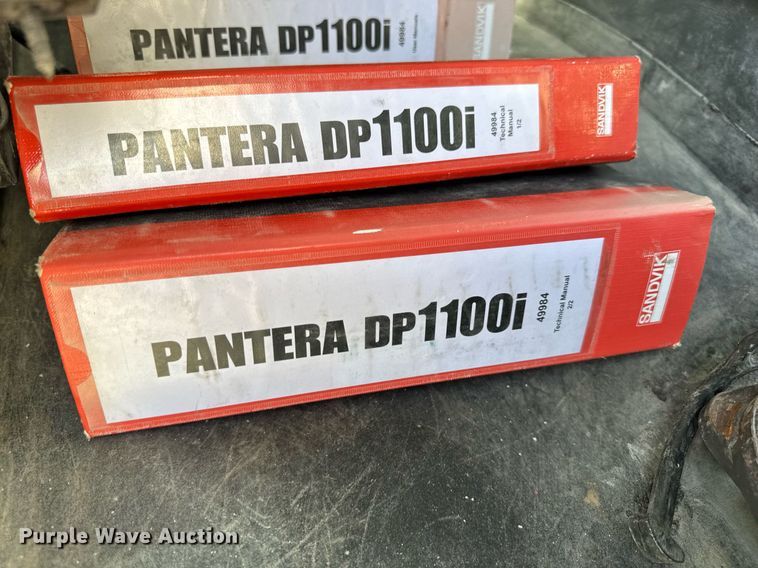 PANTERA DP1100i
49984
User Manuals
SANDVIK
PANTERA DP1100i
49984
Technical
Manual
1/2
SANDVIK
PANTERA DP1100i
49984
Technical Manual
2/2
SANDVIK
Purple Wave Auction